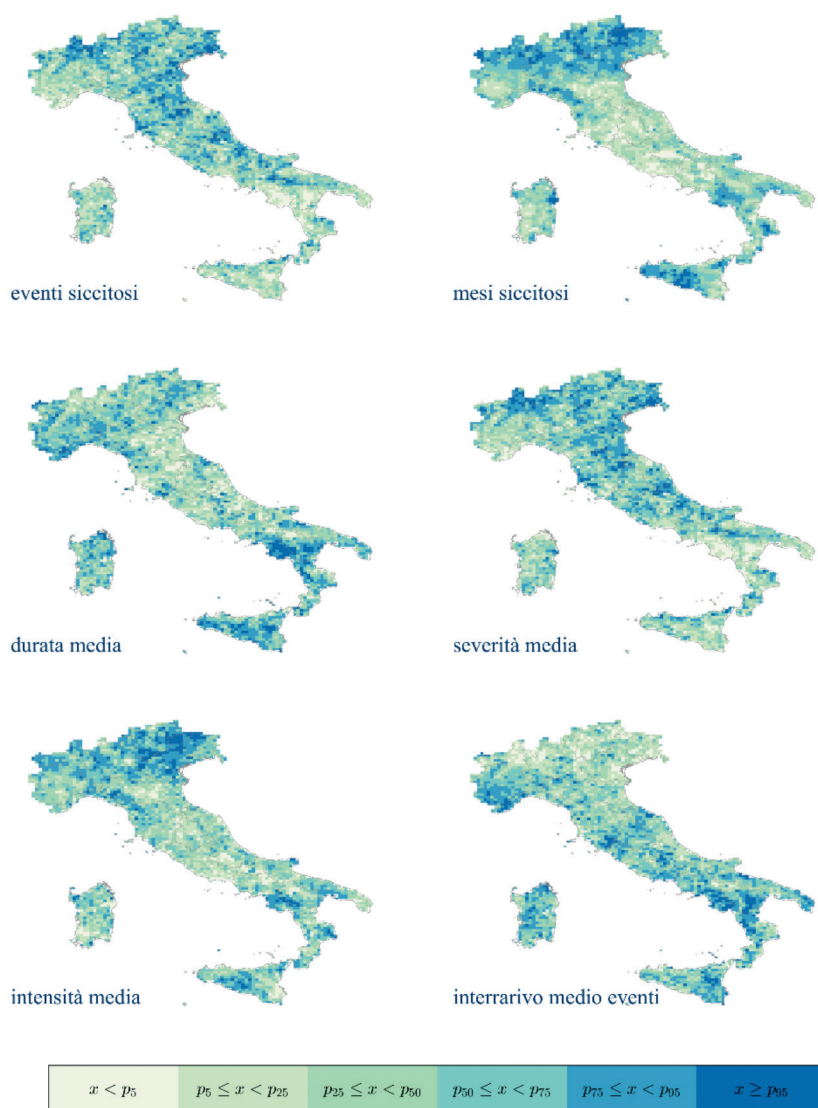 eventi siccitosi
mesi siccitosi
durata media
severità media
intensità media
interrarivo medio eventi
x < p₅
p₅ ≤ x < p₂₅
p₂₅ ≤ x < p₅₀
p₅₀ ≤ x < p₇₅
p₇₅ ≤ x < p₉₅
x ≥ p₉₅